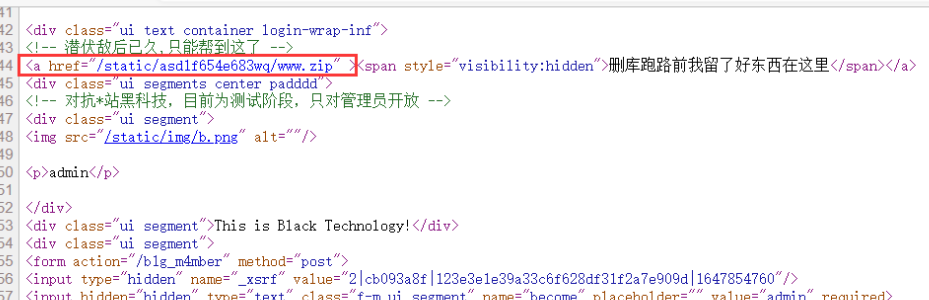 41
42 <div class="ui text container login-wrap-inf">
43 <!-- 潜伏敌后已久,只能帮到这了 -->
44 <a href="/static/asd1f654e683wq/www.zip" ><span style="visibility:hidden">删库跑路前我留了好东西在这里</span></a>
45 <div class="ui segments center padddd">
46 <!-- 对抗*站黑科技，目前为测试阶段，只对管理员开放 -->
47 <div class="ui segment">
48 <img src="/static/img/b.png" alt=""/>
49
50 <p>admin</p>
51
52 </div>
53 <div class="ui segment">This is Black Technology!</div>
54 <div class="ui segment">
55 <form action="/b1g_m4mber" method="post">
56 <input type="hidden" name="_xsrf" value="2|cb093a8f|123e3e1e39a33c6f628df31f2a7e909d|1647854760"/>
57 <input hidden="hidden" type="text" class="f-m ui segment" name="become" placeholder="" value="admin" required>